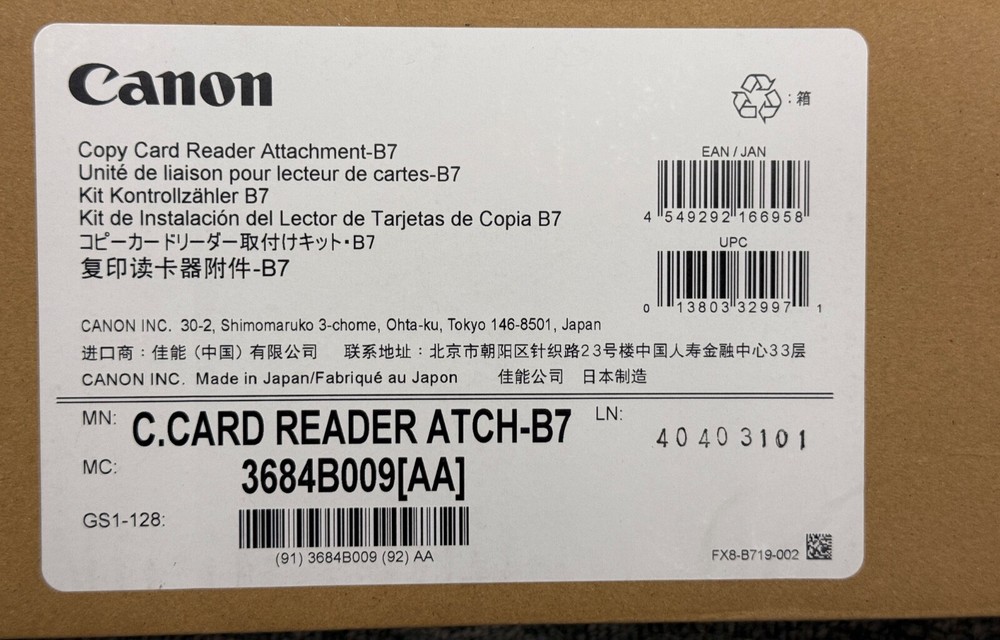 Canon
:箱
Copy Card Reader Attachment-B7
Unité de liaison pour lecteur de cartes-B7
Kit Kontrollzähler B7
Kit de Instalación del Lector de Tarjetas de Copia B7
コピーカードリーダー取付けキット・B7
复印读卡器附件-B7
EAN / JAN
4 549292 166958
UPC
0 13803 32997 1
CANON INC. 30-2, Shimomaruko 3-chome, Ohta-ku, Tokyo 146-8501, Japan
进口商：佳能（中国）有限公司 联系地址：北京市朝阳区针织路23号楼中国人寿金融中心33层
CANON INC. Made in Japan/Fabriqué au Japon 佳能公司 日本制造
MN: C.CARD READER ATCH-B7 LN: 40403101
MC: 3684B009[AA]
GS1-128:
(91) 3684B009 (92) AA
FX8-B719-002